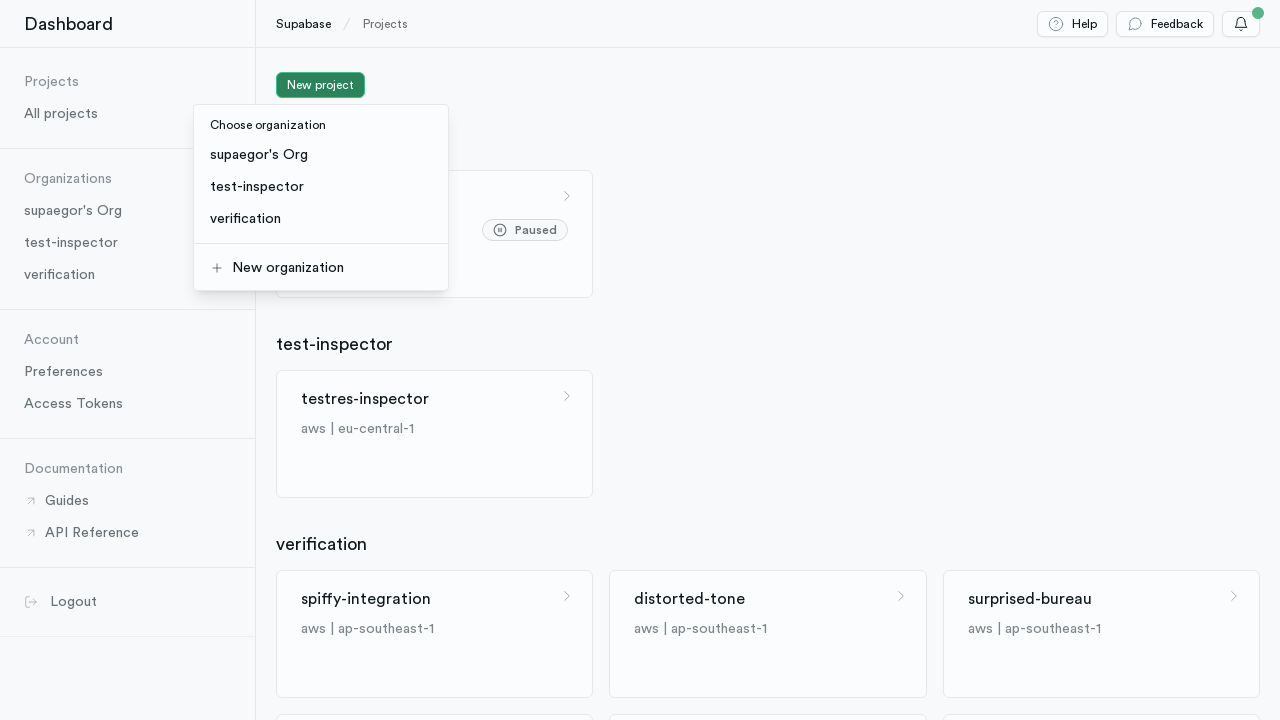 Dashboard
Supabase
Projects
Help
Feedback
Projects
All projects
Organizations
supaegor's Org
test-inspector
verification
Account
Preferences
Access Tokens
Documentation
Guides
API Reference
Logout
New project
Choose organization
supaegor's Org
test-inspector
verification
New organization
Paused
test-inspector
testres-inspector
aws | eu-central-1
verification
spiffy-integration
aws | ap-southeast-1
distorted-tone
aws | ap-southeast-1
surprised-bureau
aws | ap-southeast-1